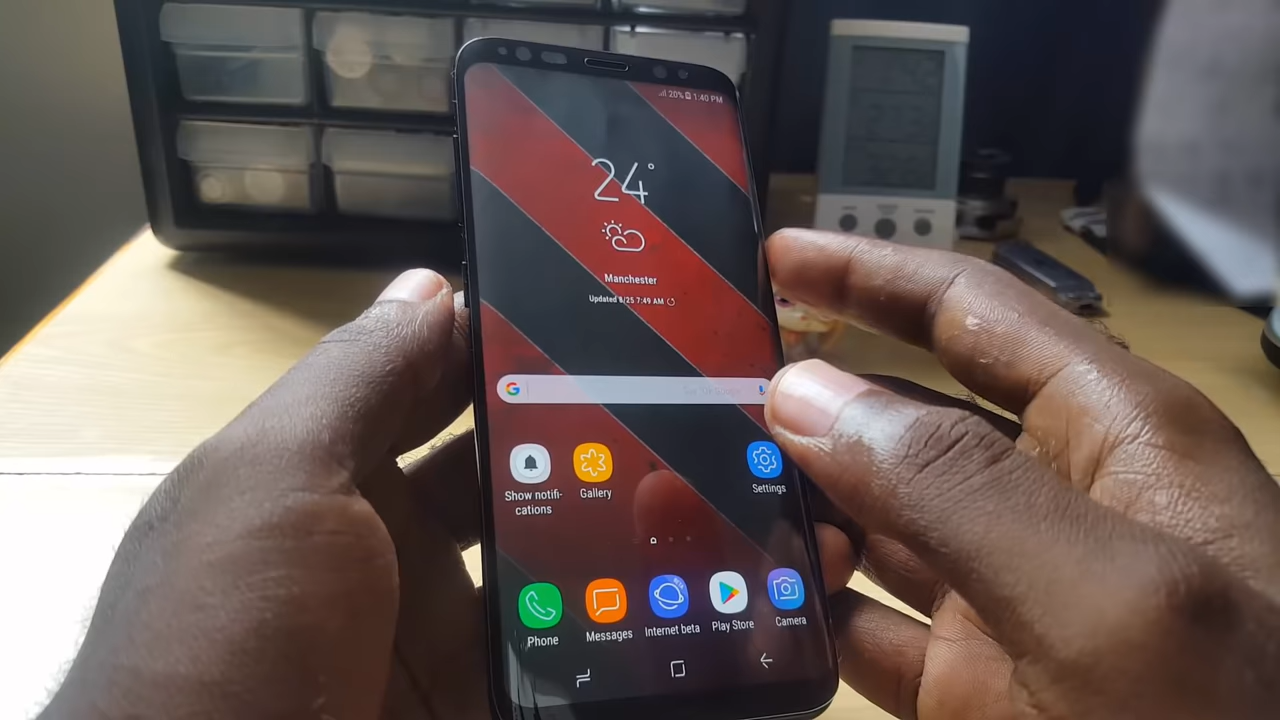 20% 1:40 PM
24°
Manchester
Updated 8/25 7:49 AM
G
Show notifi-
cations
Gallery
Settings
BETA
Phone
Messages
Internet beta
Play Store
Camera